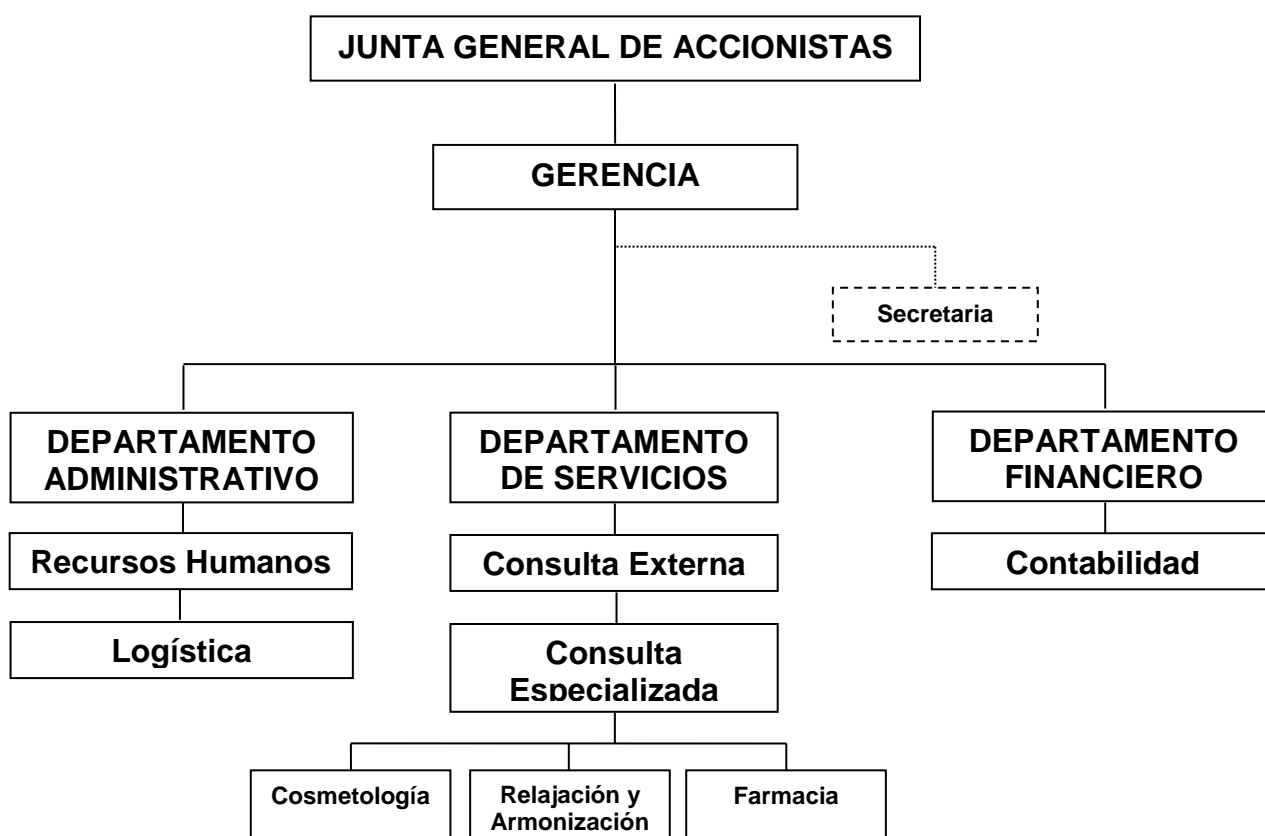 JUNTA GENERAL DE ACCIONISTAS
GERENCIA
Secretaria
DEPARTAMENTO
ADMINISTRATIVO
DEPARTAMENTO
DE SERVICIOS
DEPARTAMENTO
FINANCIERO
Recursos Humanos
Consulta Externa
Contabilidad
Logística
Consulta
Especializada
Cosmetología
Relajación y
Armonización
Farmacia